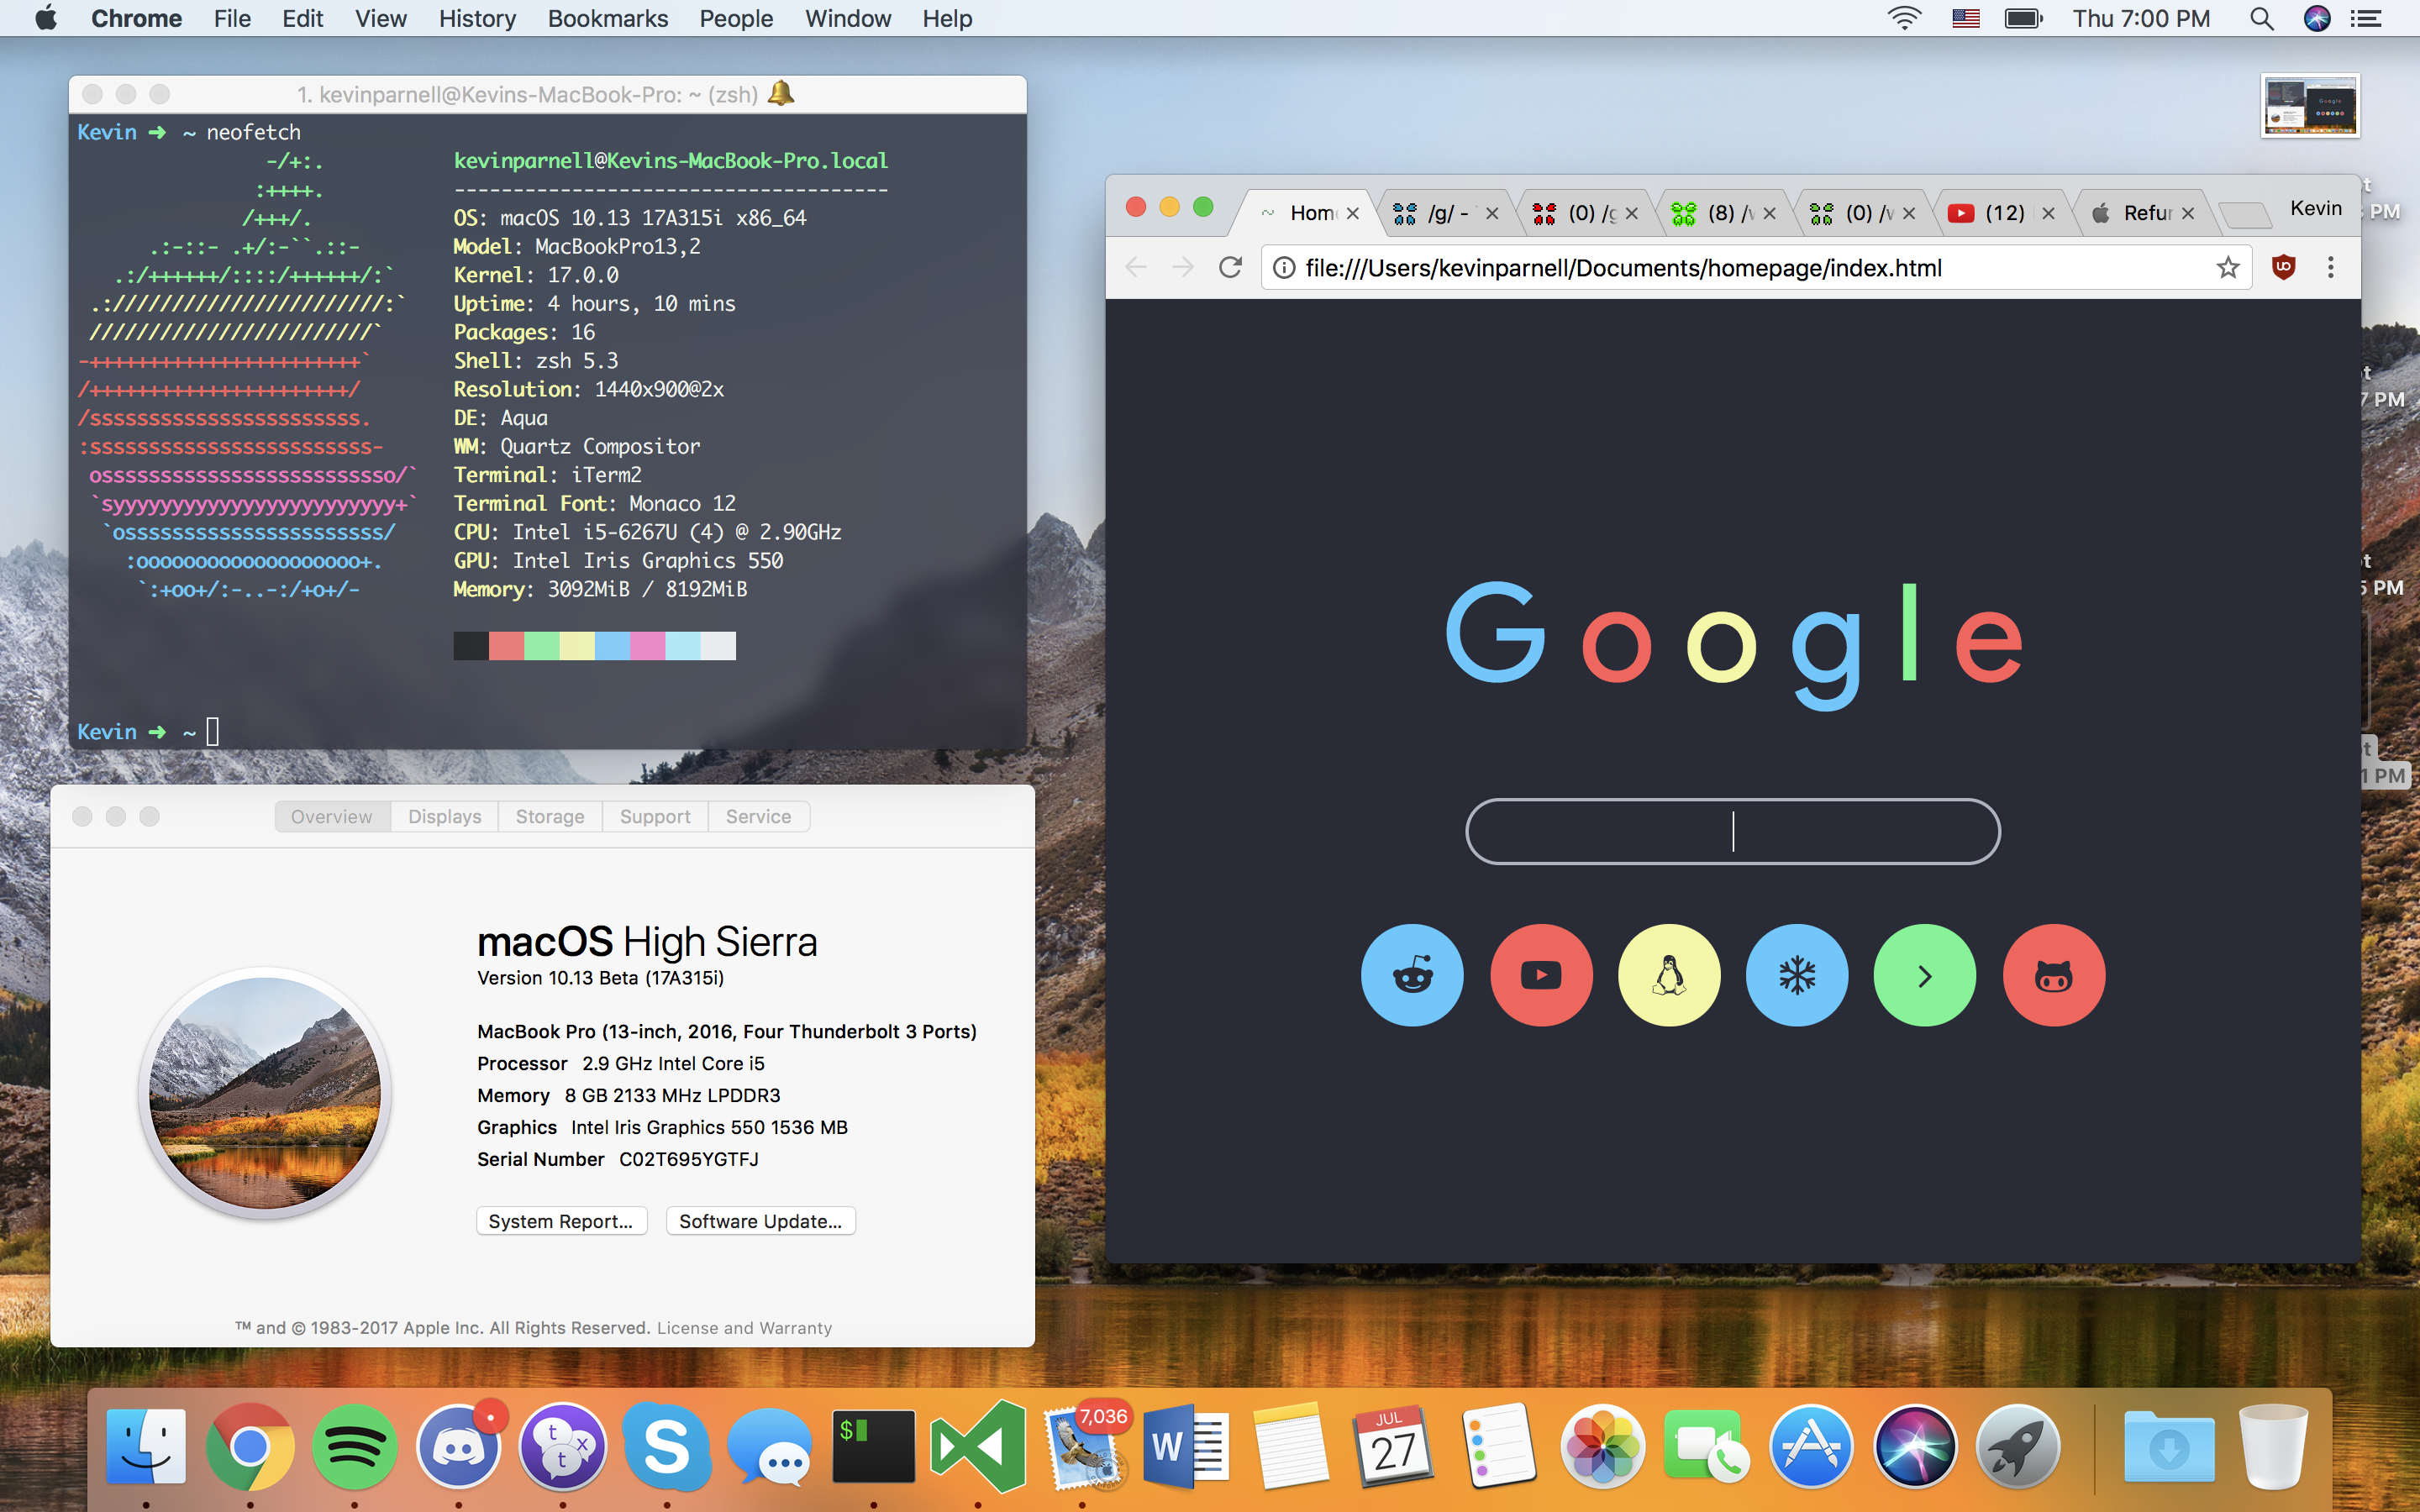 Chrome File Edit View History Bookmarks People Window Help Thu 7:00 PM
1. kevinparnell@Kevins-MacBook-Pro: ~ (zsh)
Kevin ➜ ~ neofetch
-/+:. kevinparnell@Kevins-MacBook-Pro.local
:++++. -------------------------------------
/+++/. OS: macOS 10.13 17A315i x86_64
.:-::- .+/:-``.::- Model: MacBookPro13,2
.:/++++++/::::/++++++/:` Kernel: 17.0.0
.:///////////////////////:` Uptime: 4 hours, 10 mins
////////////////////////` Packages: 16
-+++++++++++++++++++++++` Shell: zsh 5.3
/++++++++++++++++++++++/ Resolution: 1440x900@2x
/sssssssssssssssssssssss. DE: Aqua
:ssssssssssssssssssssssss- WM: Quartz Compositor
osssssssssssssssssssssssso/` Terminal: iTerm2
`syyyyyyyyyyyyyyyyyyyyyyyy+` Terminal Font: Monaco 12
`ossssssssssssssssssssss/ CPU: Intel i5-6267U (4) @ 2.90GHz
:ooooooooooooooooooo+. GPU: Intel Iris Graphics 550
`:+oo+/:-..-:/+o+/- Memory: 3092MiB / 8192MiB
Kevin ➜ ~
Hom /g/ - (0) /g (8) /v (0) /v (12) Refu Kevin
file:///Users/kevinparnell/Documents/homepage/index.html
Google
PM
7 PM
5 PM
1 PM
Overview Displays Storage Support Service
macOS High Sierra
Version 10.13 Beta (17A315i)
MacBook Pro (13-inch, 2016, Four Thunderbolt 3 Ports)
Processor 2.9 GHz Intel Core i5
Memory 8 GB 2133 MHz LPDDR3
Graphics Intel Iris Graphics 550 1536 MB
Serial Number C02T695YGTFJ
System Report... Software Update...
™ and © 1983-2017 Apple Inc. All Rights Reserved. License and Warranty
t x t
S
$
7,036
W
JUL
27